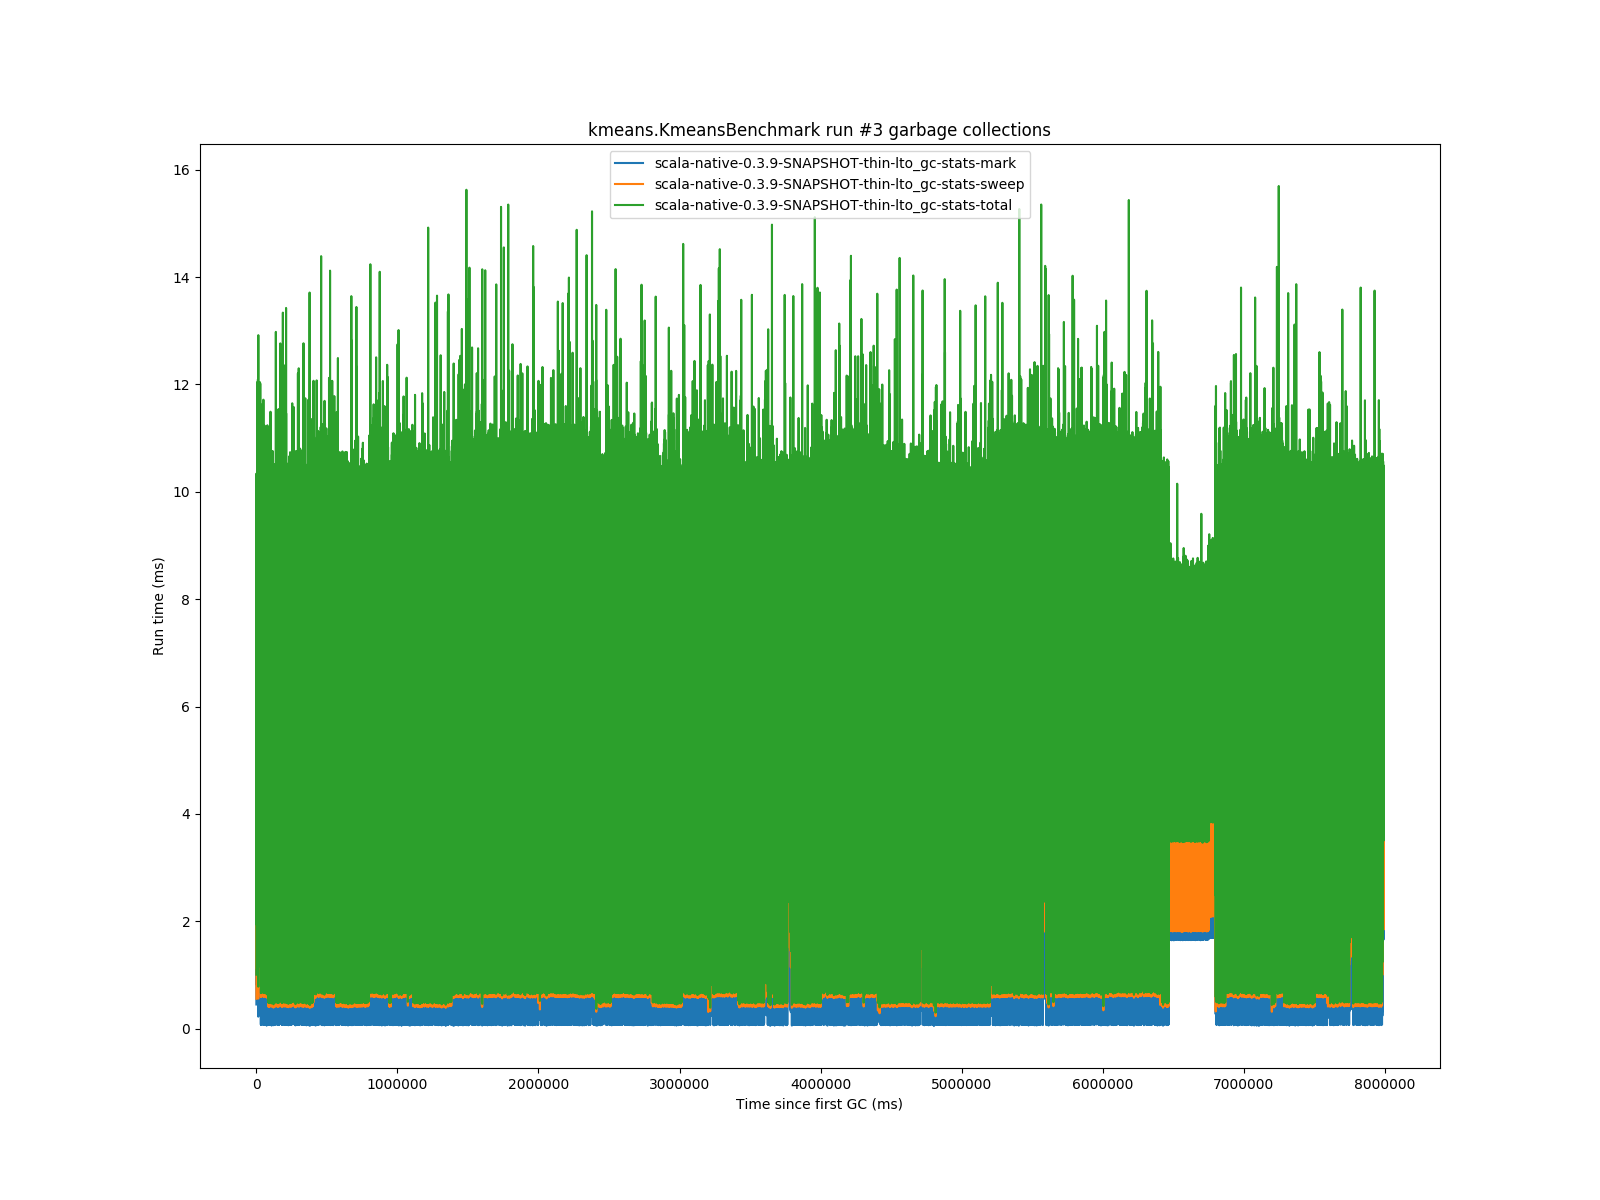 kmeans.KmeansBenchmark run #3 garbage collections
scala-native-0.3.9-SNAPSHOT-thin-lto_gc-stats-mark
scala-native-0.3.9-SNAPSHOT-thin-lto_gc-stats-sweep
scala-native-0.3.9-SNAPSHOT-thin-lto_gc-stats-total
16
14
12
10
8
6
4
2
0
Run time (ms)
0 1000000 2000000 3000000 4000000 5000000 6000000 7000000 8000000
Time since first GC (ms)